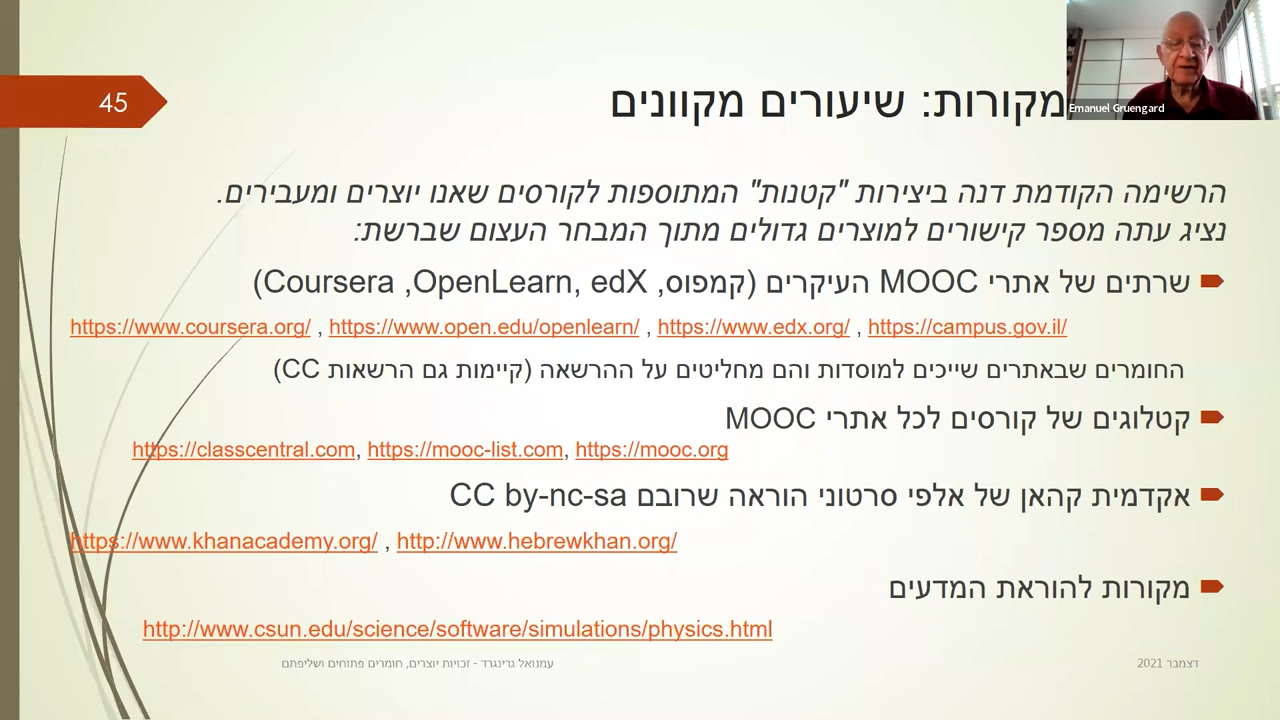 45
מקורות: שיעורים מקוונים
Emanuel Gruengard
הרשימה הקודמת דנה ביצירות "קטנות" המתוספות לקורסים שאנו יוצרים ומעבירים.
נציג עתה מספר קישורים למוצרים גדולים מתוך המבחר העצום שברשת:
שרתים של אתרי MOOC העיקרים (קמפוס, Coursera ,OpenLearn, edX)
https://www.coursera.org/ , https://www.open.edu/openlearn/ , https://www.edx.org/ , https://campus.gov.il/
החומרים שבאתרים שייכים למוסדות והם מחליטים על ההרשאה (קיימות גם הרשאות CC)
קטלוגים של קורסים לכל אתרי MOOC
https://classcentral.com, https://mooc-list.com, https://mooc.org
אקדמית קהאן של אלפי סרטוני הוראה שרובם CC by-nc-sa
https://www.khanacademy.org/ , http://www.hebrewkhan.org/
מקורות להוראת המדעים
http://www.csun.edu/science/software/simulations/physics.html
עמנואל גרינגרד - זכויות יוצרים, חומרים פתוחים ושליפתם
דצמבר 2021